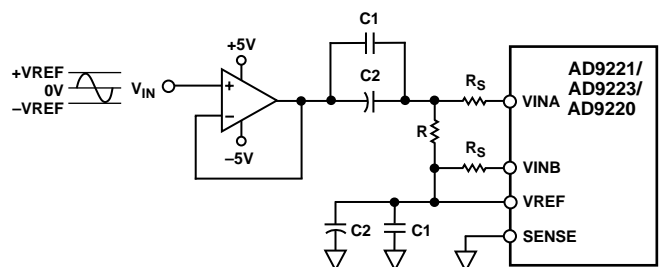 C1
+5V
AD9221/
AD9223/
AD9220
+VREF
0V
–VREF
VIN
C2
RS
VINA
+
–
R
–5V
RS
VINB
VREF
C2
C1
SENSE